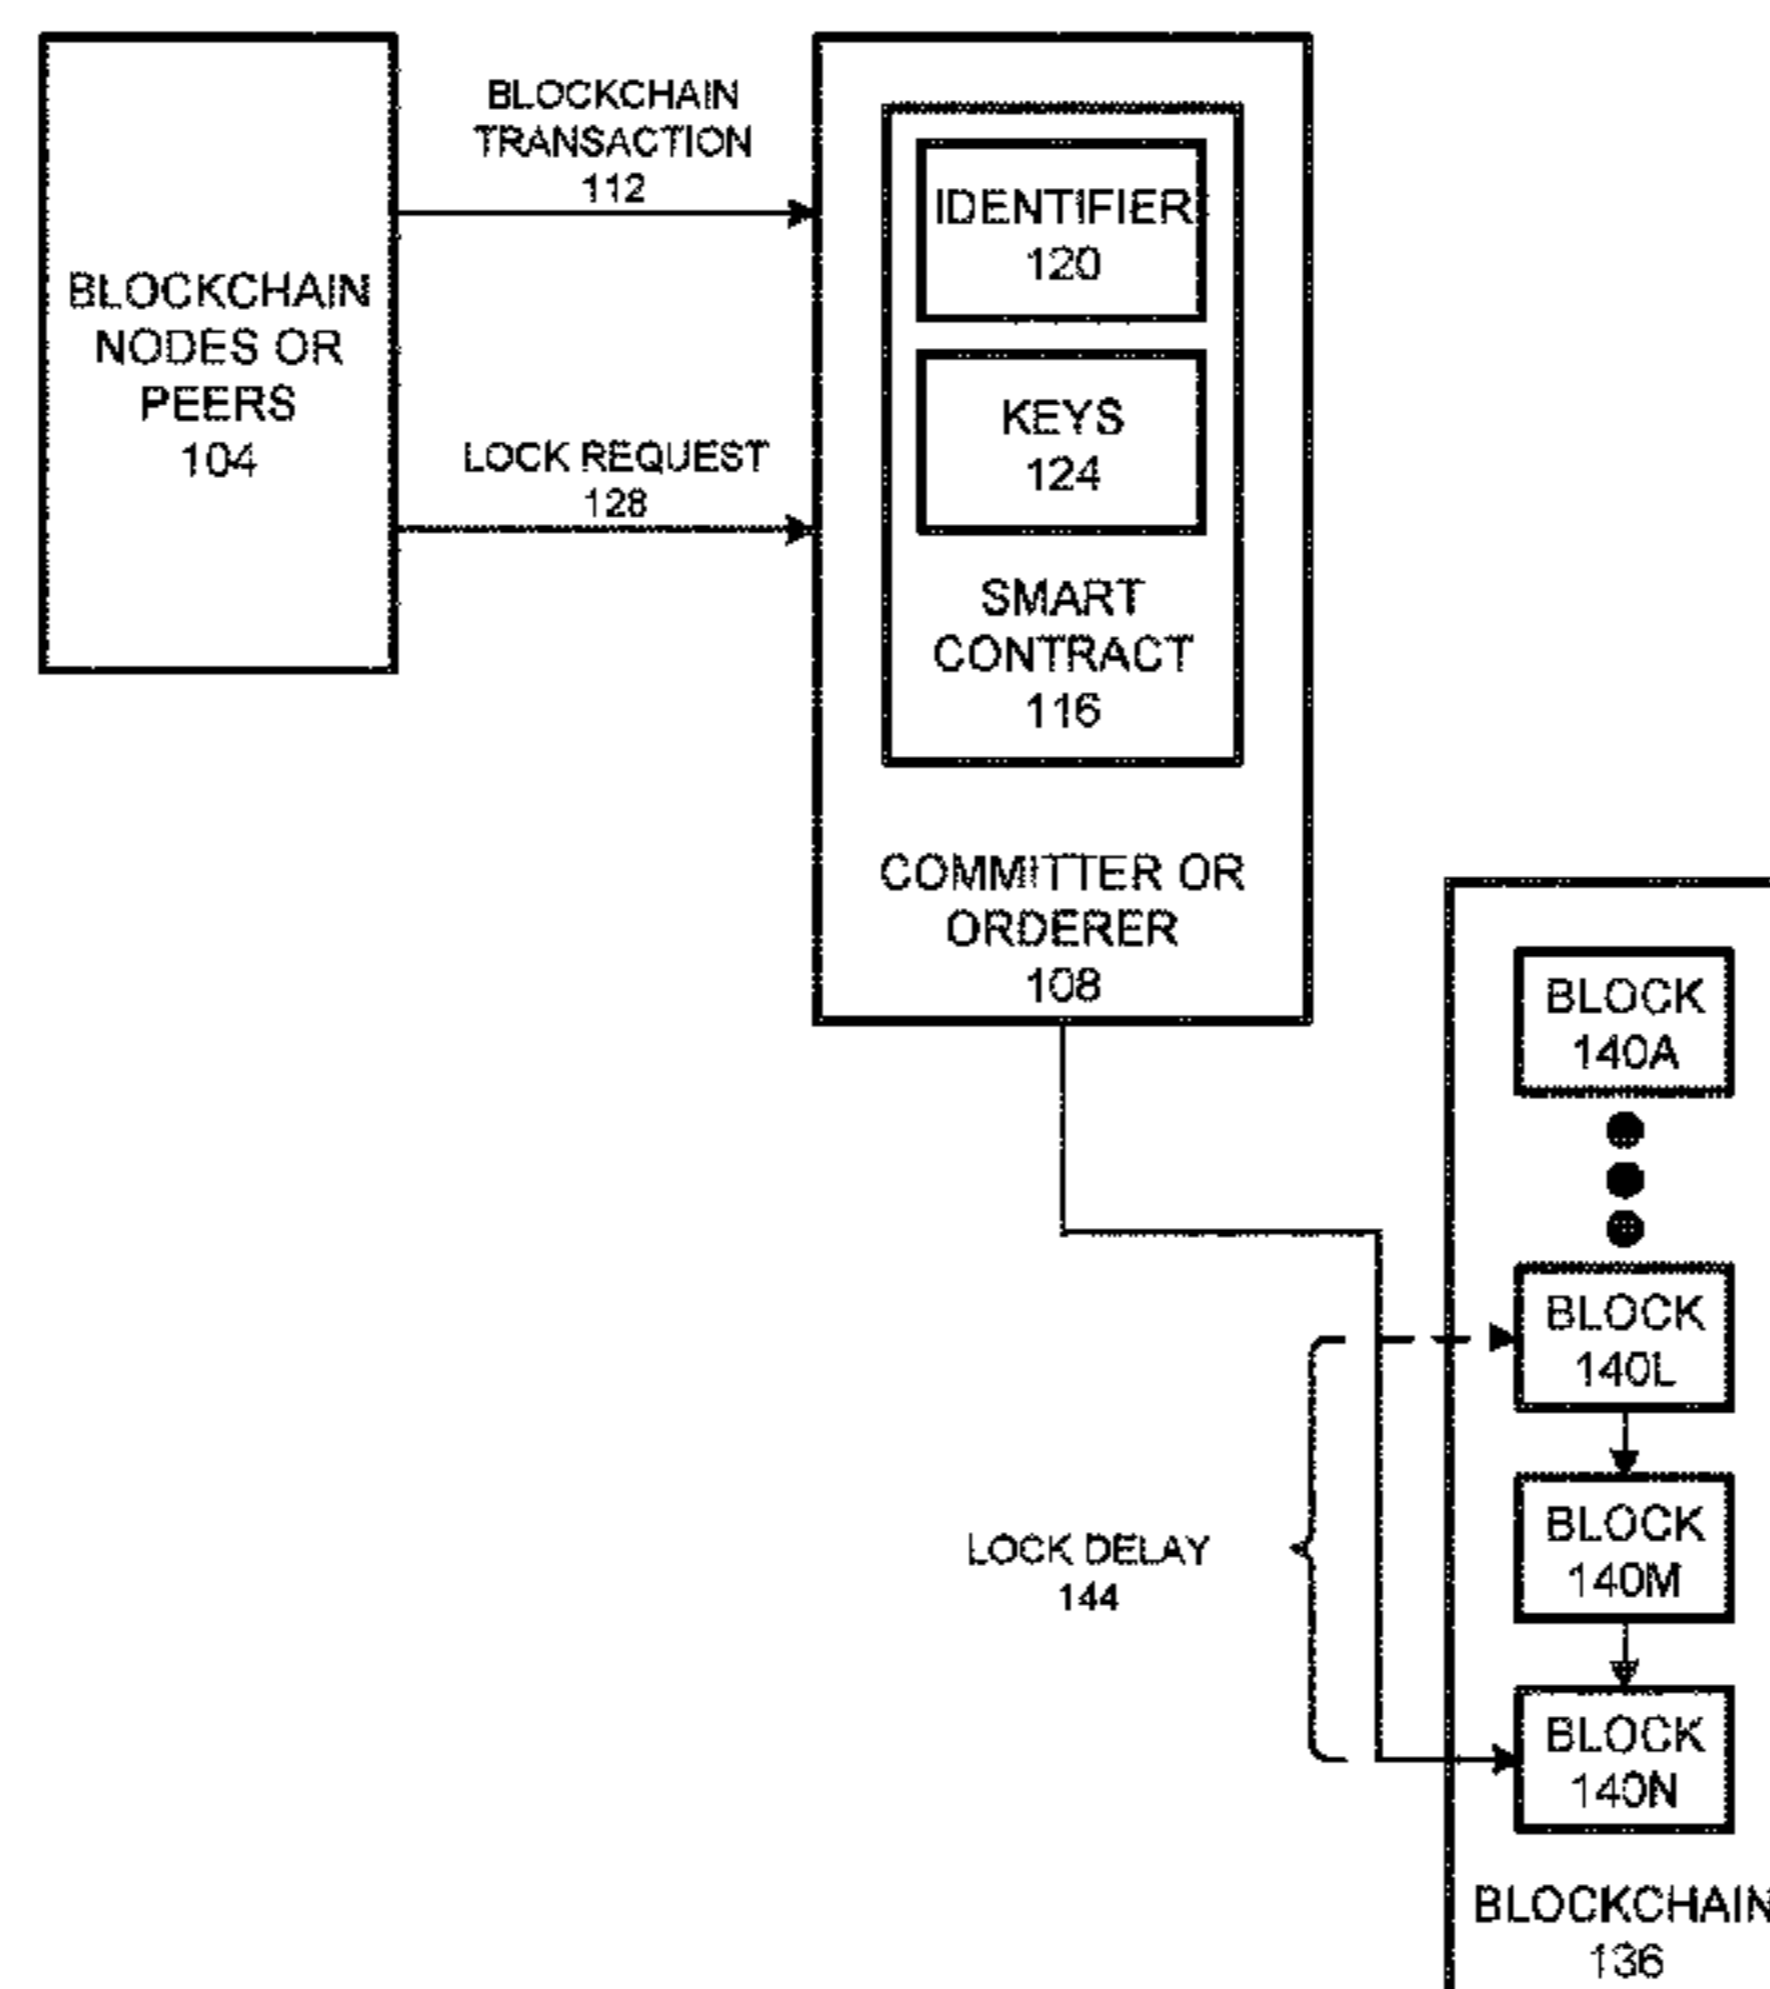 BLOCKCHAIN
NODES OR
PEERS
104
BLOCKCHAIN
TRANSACTION
112
LOCK REQUEST
128
IDENTIFIER
120
KEYS
124
SMART
CONTRACT
116
COMMITTER OR
ORDERER
108
BLOCK
140A
BLOCK
140L
BLOCK
140M
BLOCK
140N
LOCK DELAY
144
BLOCKCHAIN
136